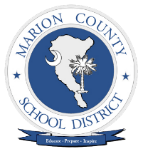 MARION COUNTY
SCHOOL DISTRICT
Educate - Prepare - Inspire